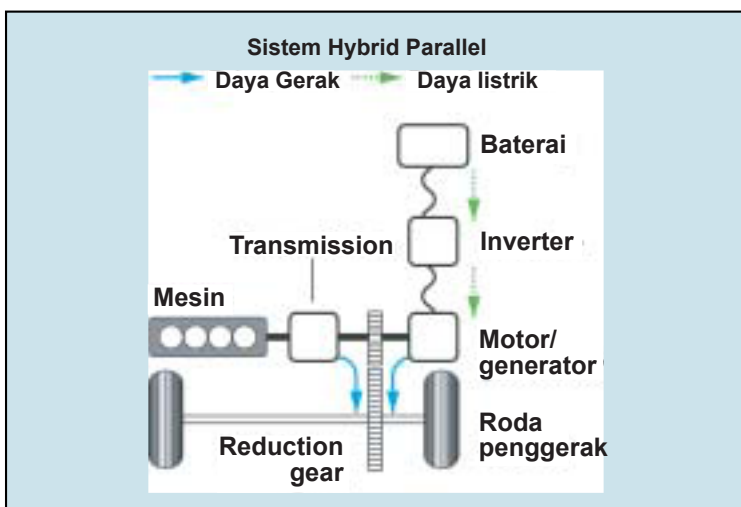 Sistem Hybrid Parallel
Daya Gerak
Daya listrik
Baterai
Transmission
Inverter
Mesin
Motor/
generator
Roda
penggerak
Reduction
gear